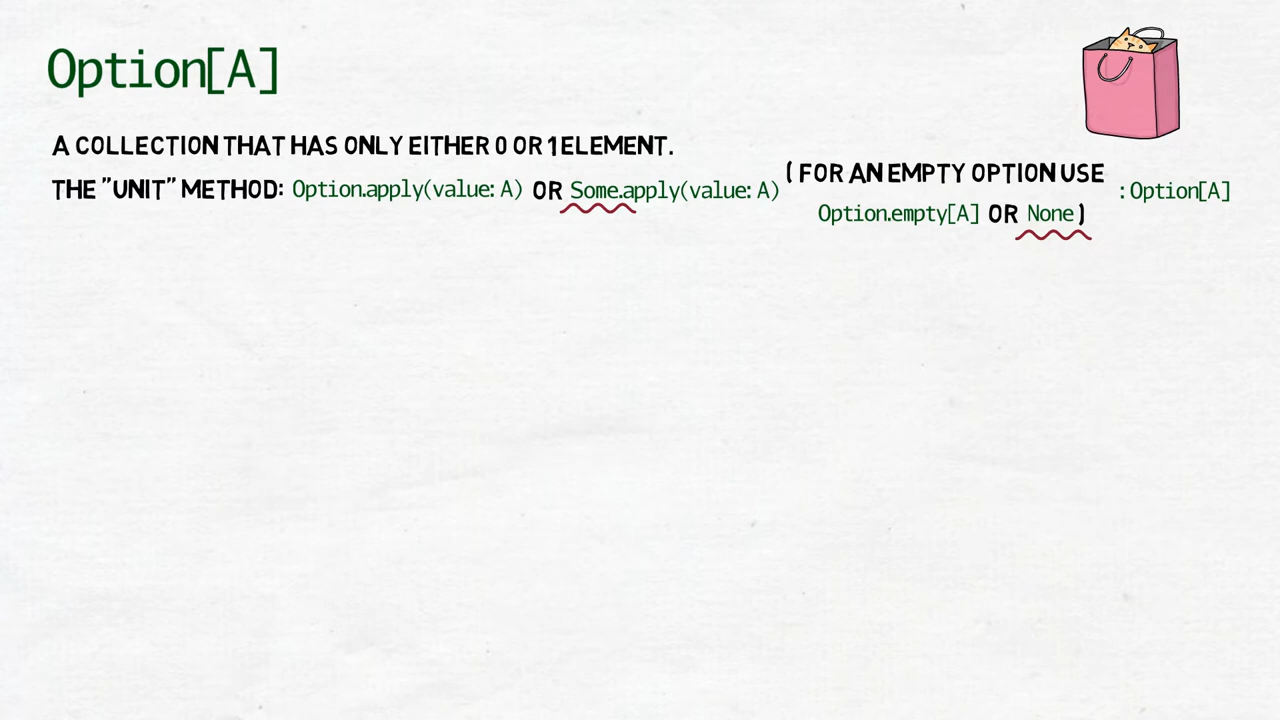 Option[A]
A COLLECTION THAT HAS ONLY EITHER 0 OR 1 ELEMENT.
THE "UNIT" METHOD: Option.apply(value: A) OR Some.apply(value: A) ( FOR AN EMPTY OPTION USE
Option.empty[A] OR None ) : Option[A]